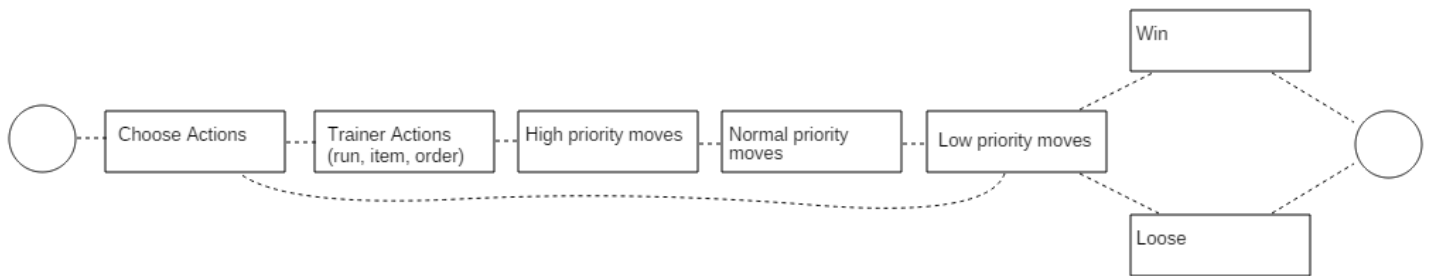 Win
Choose Actions
Trainer Actions
(run, item, order)
High priority moves
Normal priority
moves
Low priority moves
Loose